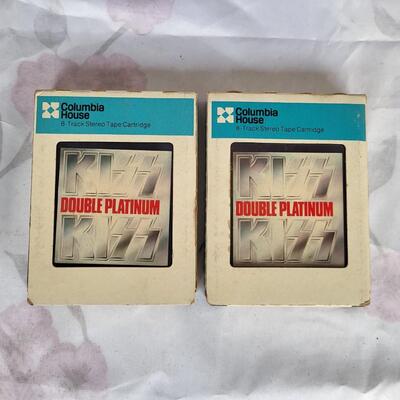 Columbia
House
8-Track Stereo Tape Cartridge
KISS
DOUBLE PLATINUM
KISS
Columbia
House
8-Track Stereo Tape Cartridge
KISS
DOUBLE PLATINUM
KISS